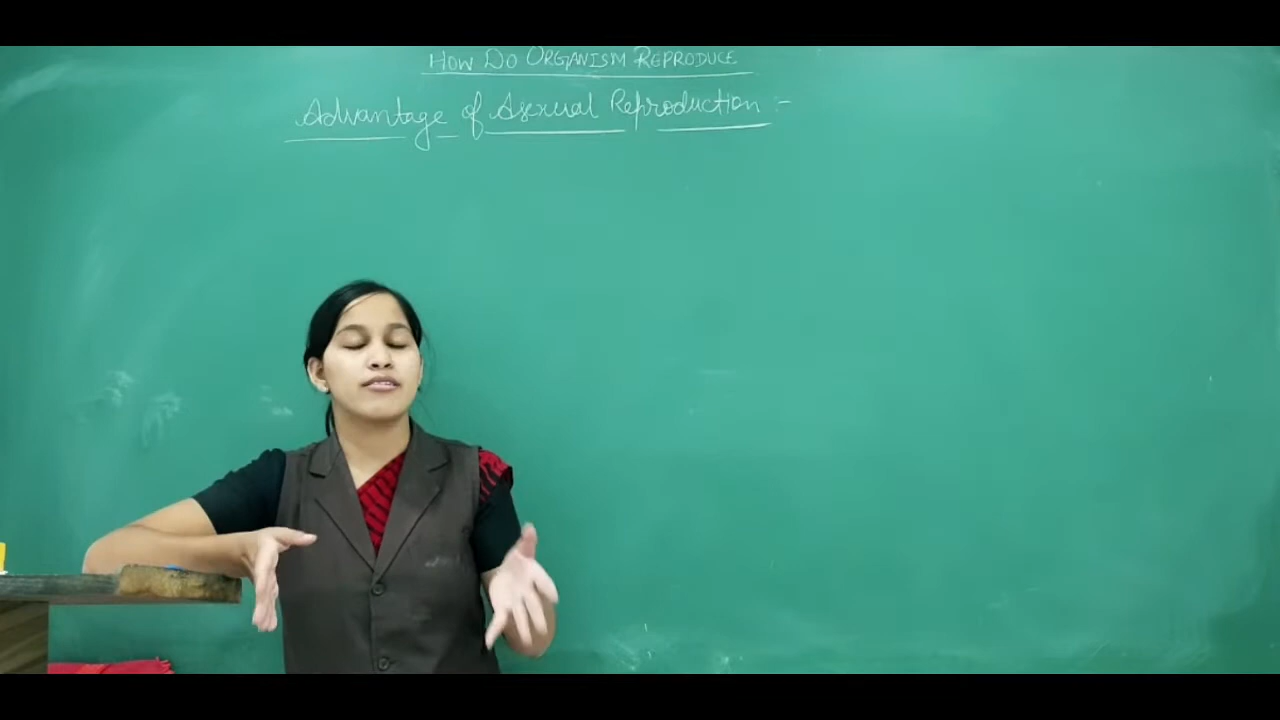 HOW DO ORGANISM REPRODUCE
Advantage of Asexual Reproduction :-